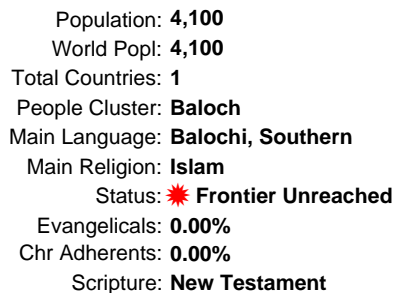 Population: 4,100
World Popl: 4,100
Total Countries: 1
People Cluster: Baloch
Main Language: Balochi, Southern
Main Religion: Islam
Status: Frontier Unreached
Evangelicals: 0.00%
Chr Adherents: 0.00%
Scripture: New Testament